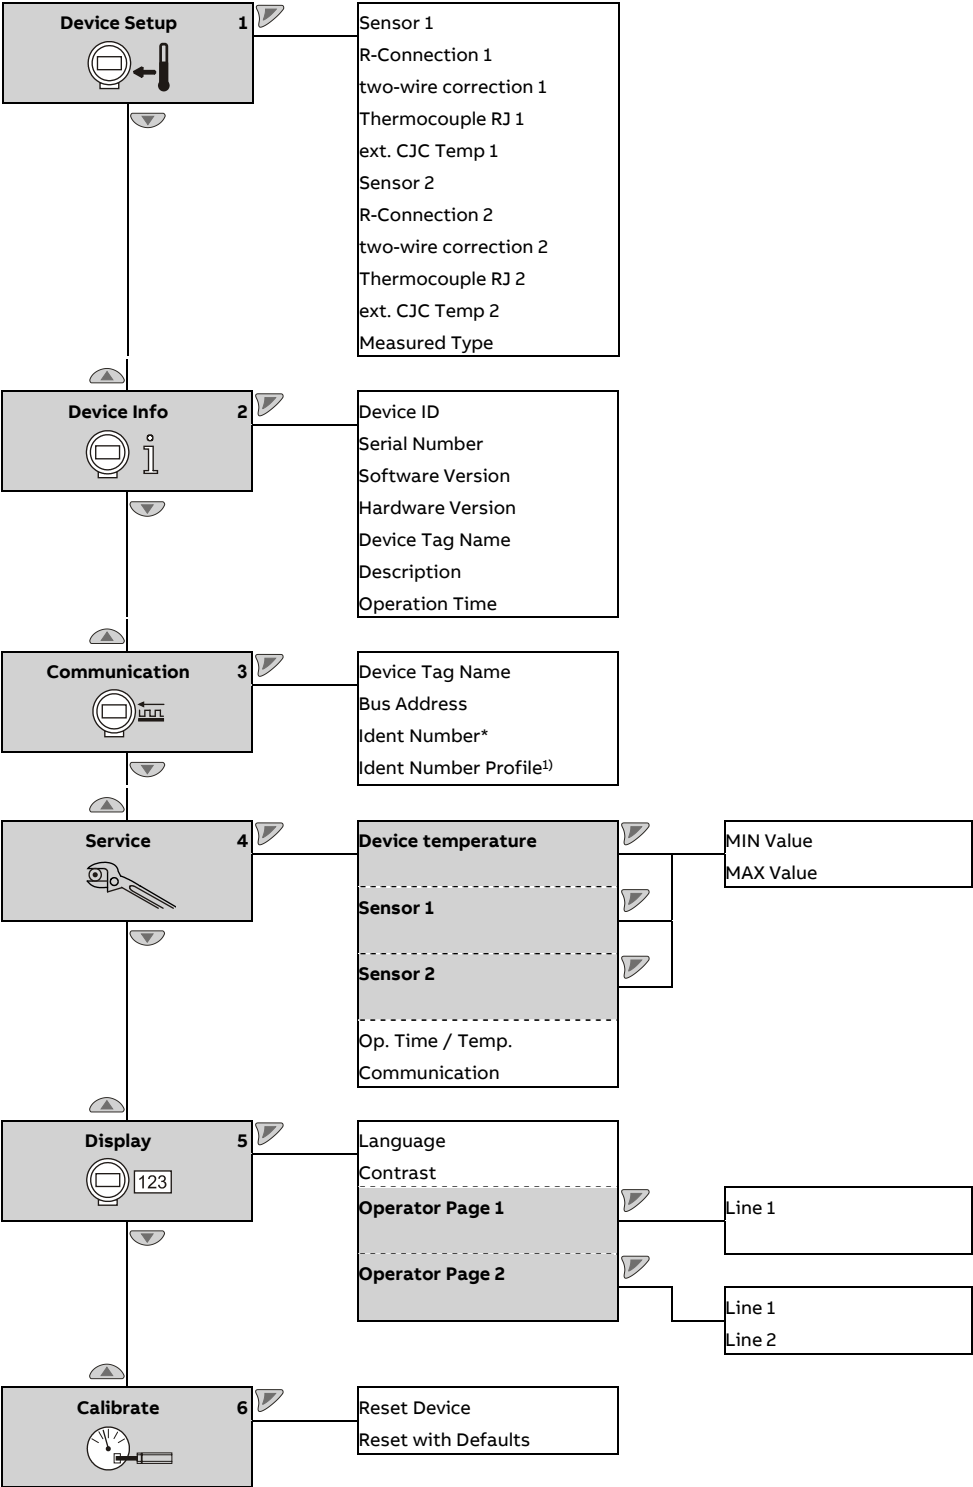 Device Setup 1
Sensor 1
R-Connection 1
two-wire correction 1
Thermocouple RJ 1
ext. CJC Temp 1
Sensor 2
R-Connection 2
two-wire correction 2
Thermocouple RJ 2
ext. CJC Temp 2
Measured Type
Device Info 2
Device ID
Serial Number
Software Version
Hardware Version
Device Tag Name
Description
Operation Time
Communication 3
Device Tag Name
Bus Address
Ident Number*
Ident Number Profile1)
Service 4
Device temperature
MIN Value
MAX Value
Sensor 1
Sensor 2
Op. Time / Temp.
Communication
Display 5
123
Language
Contrast
Operator Page 1
Line 1
Operator Page 2
Line 1
Line 2
Calibrate 6
Reset Device
Reset with Defaults